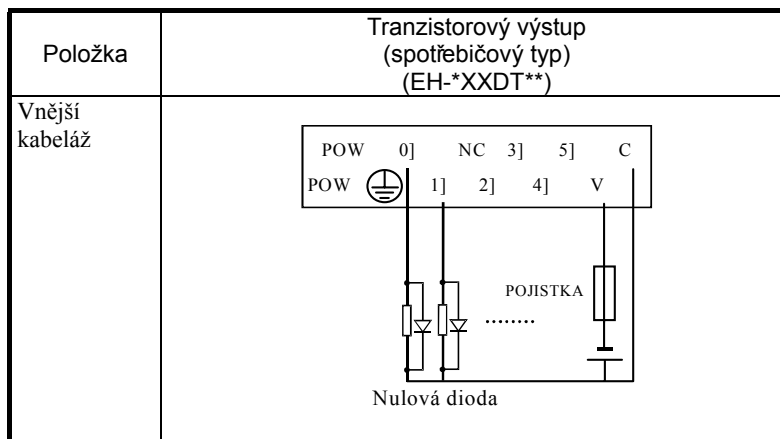 Položka
Tranzistorový výstup
(spotřebičový typ)
(EH-*XXDT**)
Vnější
kabeláž
POW 0] NC 3] 5] C
POW 1] 2] 4] V
POJISTKA
........
Nulová dioda